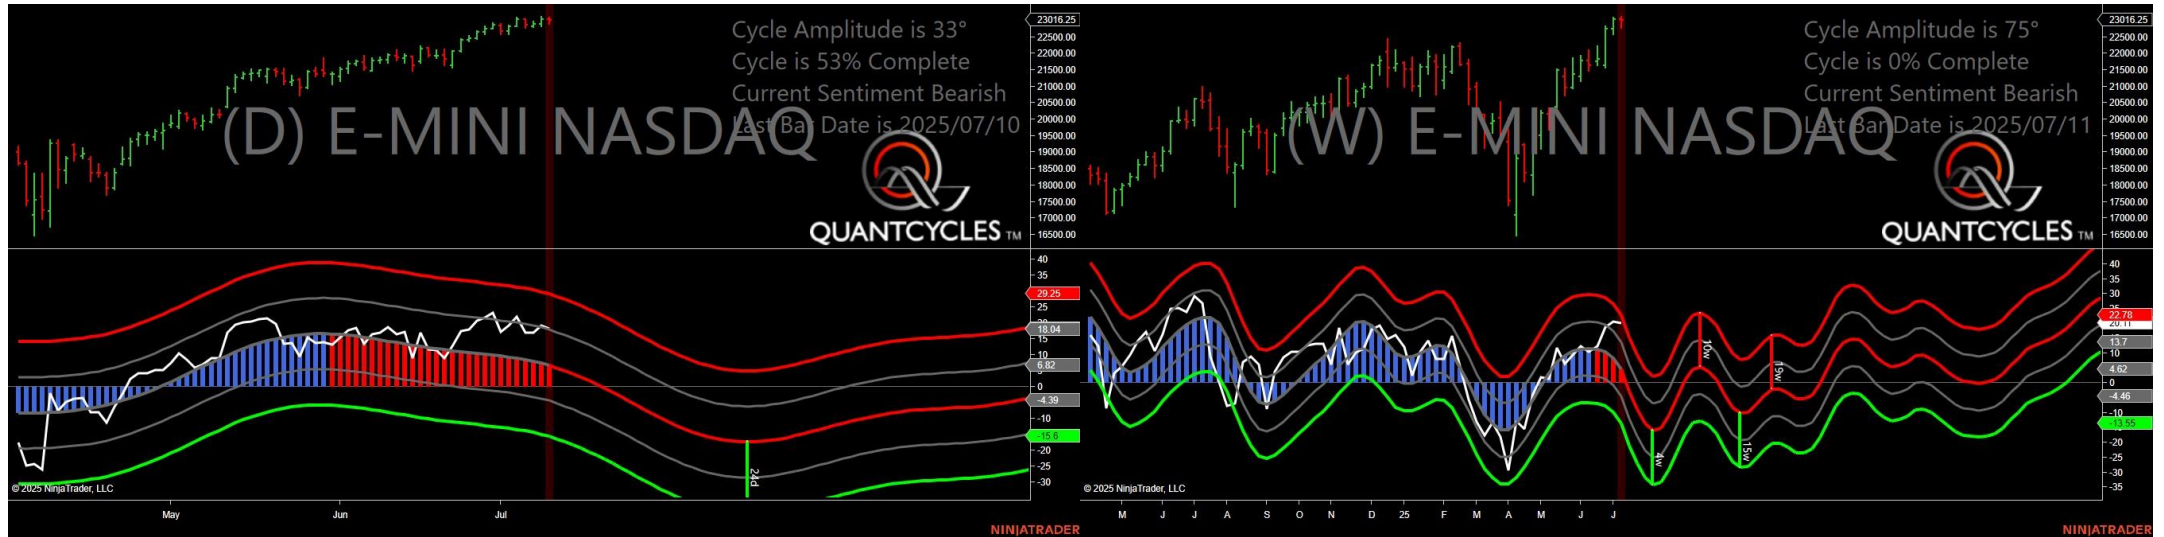 Cycle Amplitude is 33°
Cycle is 53% Complete
Current Sentiment Bearish
Last Bar Date is 2025/07/10
(D) E-MINI NASDAQ
QUANTCYCLES TM
23016.25
22500.00
22000.00
21500.00
21000.00
20500.00
20000.00
19500.00
19000.00
18500.00
18000.00
17500.00
17000.00
16500.00
40
35
29.25
25
18.04
15
10
6.82
0
-4.39
-10
-15.6
-20
-25
-30
24d
© 2025 NinjaTrader, LLC
May Jun Jul
NINJATRADER
Cycle Amplitude is 75°
Cycle is 0% Complete
Current Sentiment Bearish
Last Bar Date is 2025/07/11
(W) E-MINI NASDAQ
QUANTCYCLES TM
23016.25
22500.00
22000.00
21500.00
21000.00
20500.00
20000.00
19500.00
19000.00
18500.00
18000.00
17500.00
17000.00
16500.00
40
35
30
25
22.78
20.11
13.7
10
4.62
0
-4.46
-10
-13.55
-20
-25
-30
-35
10w
19w
4w
15w
© 2025 NinjaTrader, LLC
M J J A S O N D 25 F M A M J J
NINJATRADER